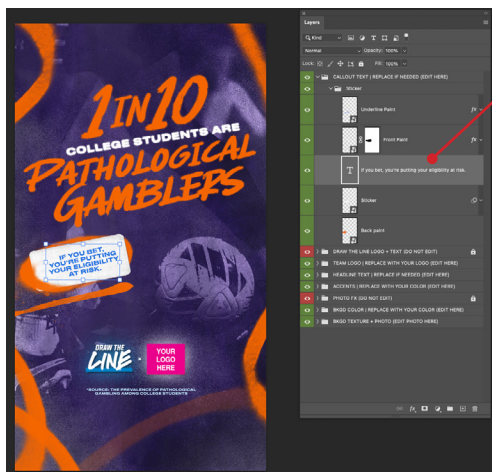 1 IN 10
COLLEGE STUDENTS ARE
PATHOLOGICAL
GAMBLERS
IF YOU BET,
YOU'RE PUTTING
YOUR ELIGIBILITY
AT RISK.
DRAW THE
LINE
YOUR
LOGO
HERE
*SOURCE: THE PREVALENCE OF PATHOLOGICAL
GAMBLING AMONG COLLEGE STUDENTS
Layers
Kind
Normal
Opacity: 100%
Lock:
Fill: 100%
CALLOUT TEXT | REPLACE IF NEEDED (EDIT HERE)
Sticker
Underline Paint
fx
Front Paint
fx
T
If you bet, you're putting your eligibility at risk.
Sticker
Back paint
DRAW THE LINE LOGO + TEXT (DO NOT EDIT)
TEAM LOGO | REPLACE WITH YOUR LOGO (EDIT HERE)
HEADLINE TEXT | REPLACE IF NEEDED (EDIT HERE)
ACCENTS | REPLACE WITH YOUR COLOR (EDIT HERE)
PHOTO FX (DO NOT EDIT)
BKGD COLOR | REPLACE WITH YOUR COLOR (EDIT HERE)
BKGD TEXTURE + PHOTO (EDIT PHOTO HERE)
fx